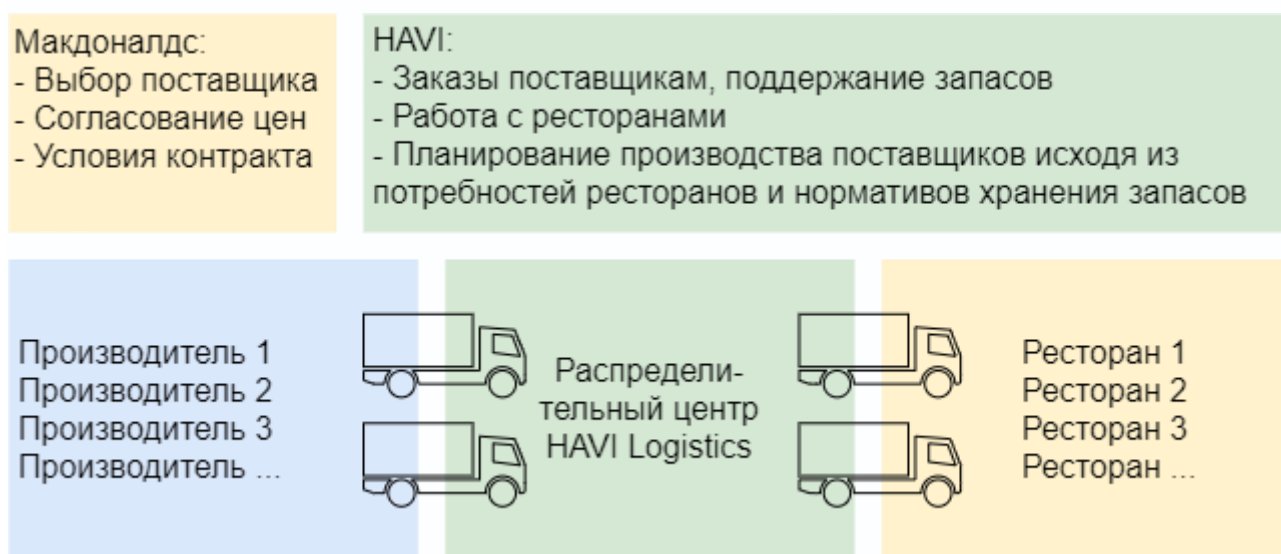 Макдоналдс:
- Выбор поставщика
- Согласование цен
- Условия контракта
HAVI:
- Заказы поставщикам, поддержание запасов
- Работа с ресторанами
- Планирование производства поставщиков исходя из
потребностей ресторанов и нормативов хранения запасов
Производитель 1
Производитель 2
Производитель 3
Производитель ...
Распредели-
тельный центр
HAVI Logistics
Ресторан 1
Ресторан 2
Ресторан 3
Ресторан ...